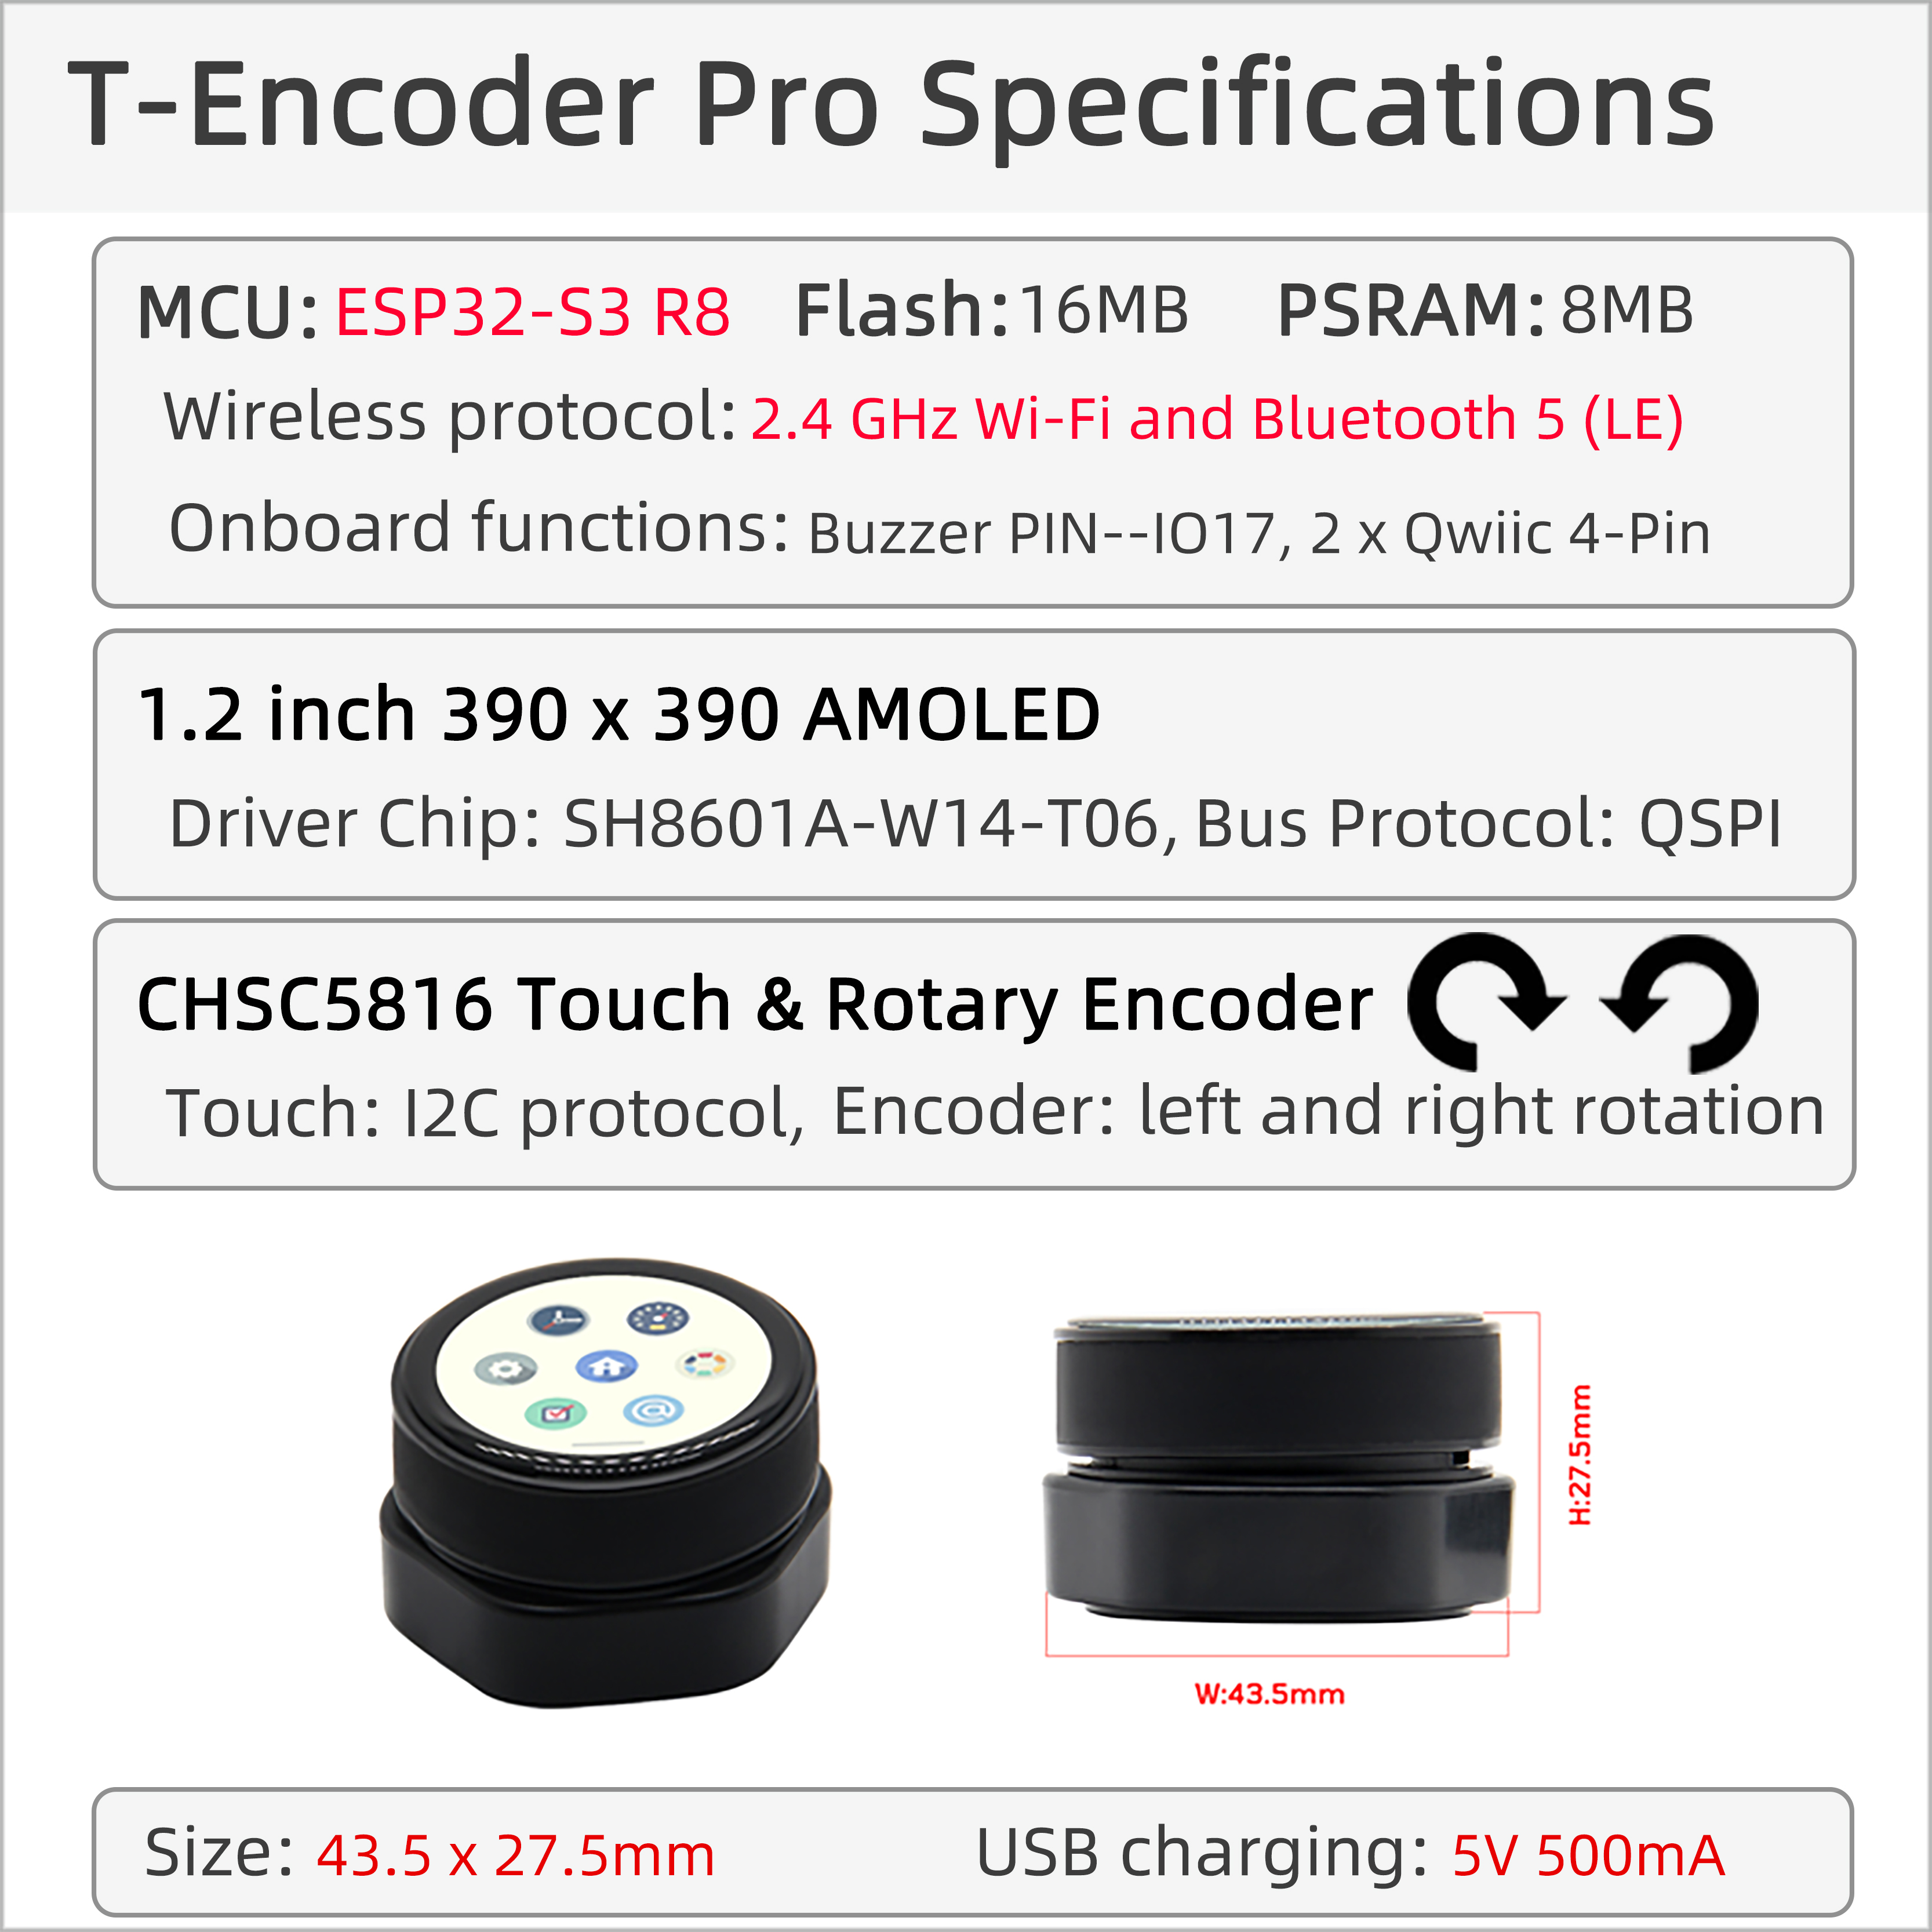 T-Encoder Pro Specifications
MCU: ESP32-S3 R8 Flash:16MB PSRAM:8MB
Wireless protocol: 2.4 GHz Wi-Fi and Bluetooth 5 (LE)
Onboard functions: Buzzer PIN--IO17, 2 x Qwiic 4-Pin
1.2 inch 390 x 390 AMOLED
Driver Chip: SH8601A-W14-T06, Bus Protocol: QSPI
CHSC5816 Touch & Rotary Encoder
Touch: I2C protocol, Encoder: left and right rotation
H:27.5mm
W:43.5mm
Size: 43.5 x 27.5mm USB charging: 5V 500mA